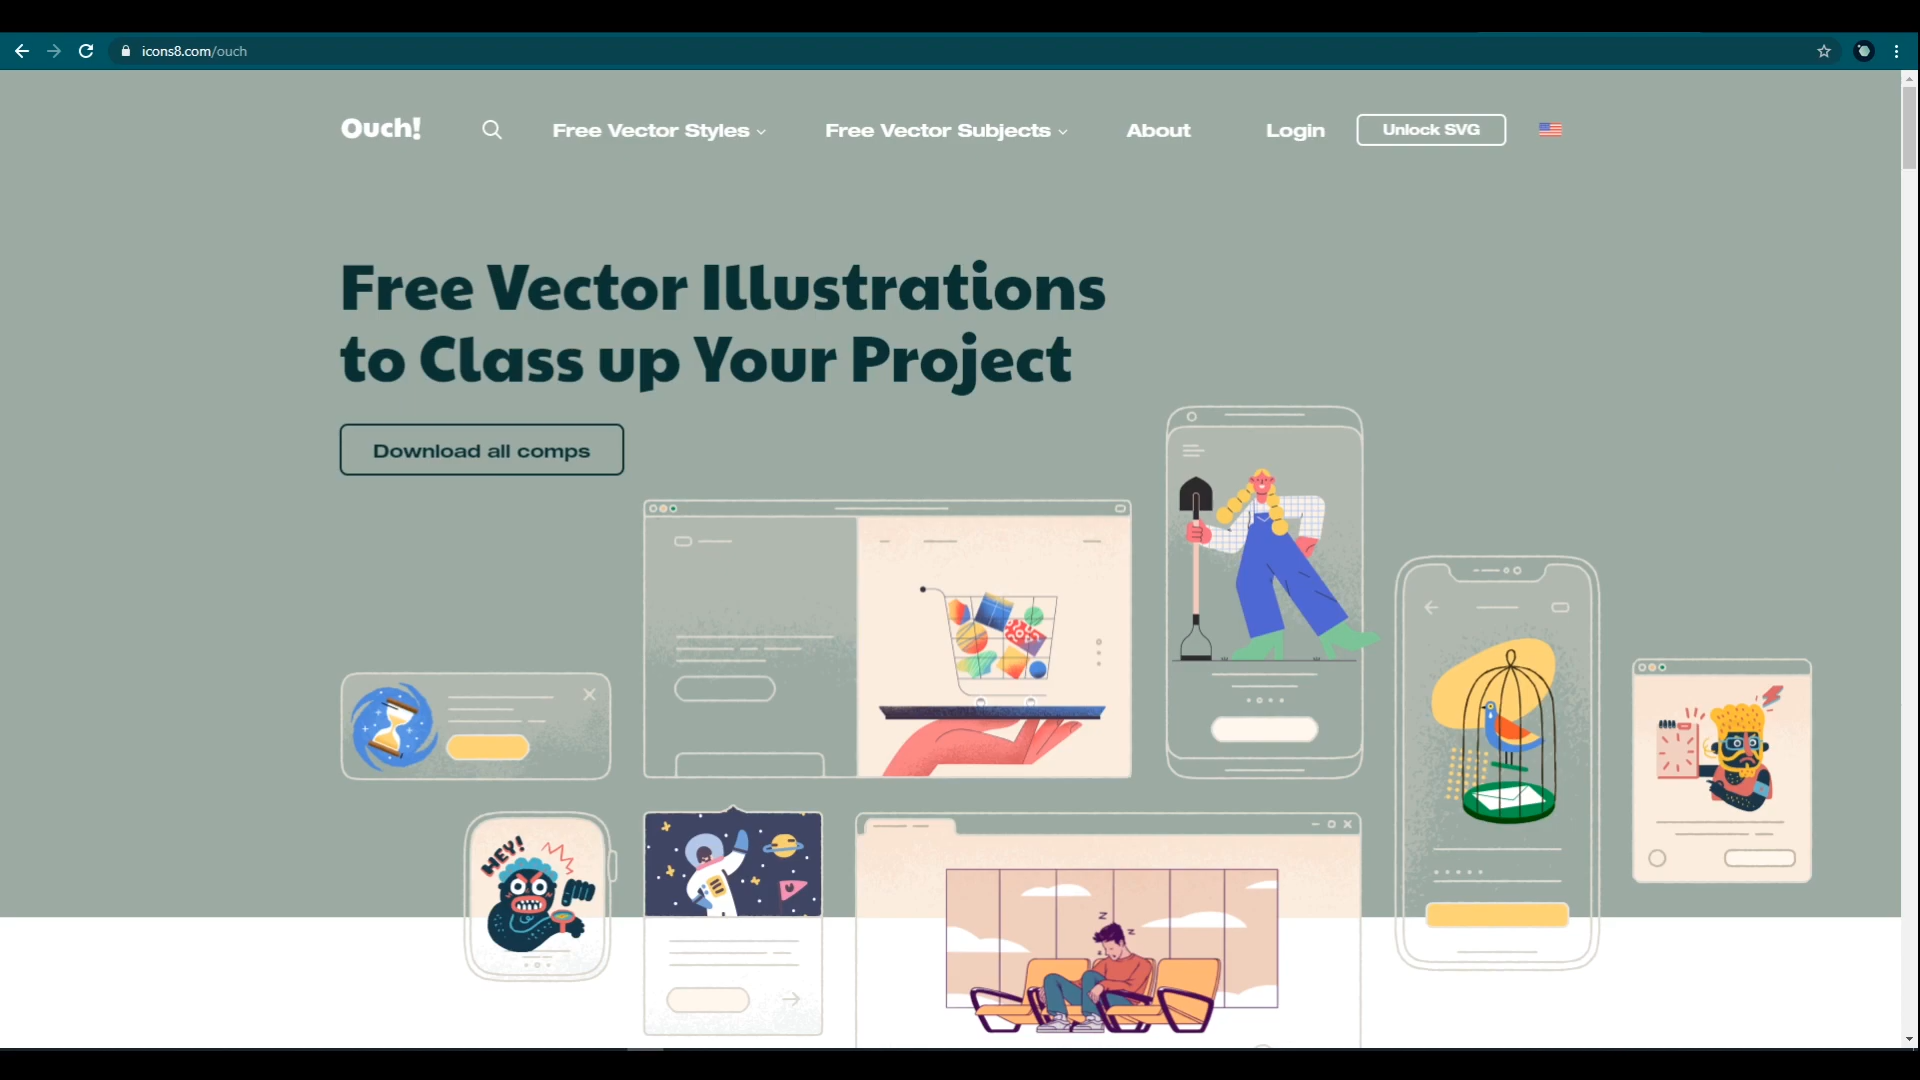 icons8.com/ouch
Ouch!
Free Vector Styles
Free Vector Subjects
About
Login
Unlock SVG
Free Vector Illustrations
to Class up Your Project
Download all comps
HEY!
Z
Z